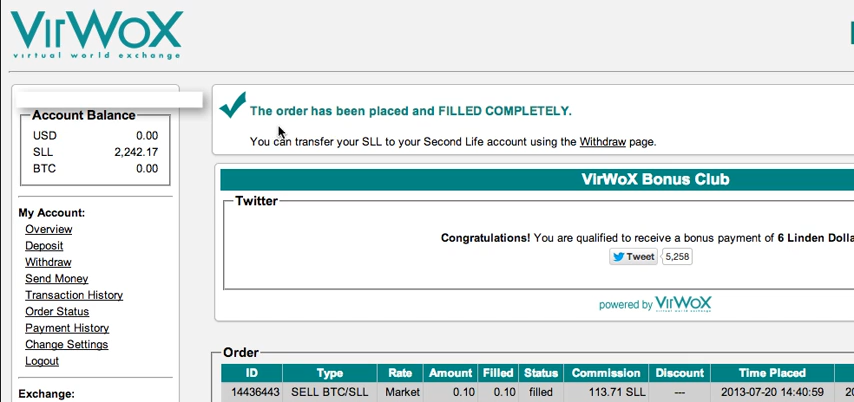 VirWoX
virtual world exchange
Account Balance
USD 0.00
SLL 2,242.17
BTC 0.00
My Account:
Overview
Deposit
Withdraw
Send Money
Transaction History
Order Status
Payment History
Change Settings
Logout
Exchange:
The order has been placed and FILLED COMPLETELY.
You can transfer your SLL to your Second Life account using the Withdraw page.
VirWoX Bonus Club
Twitter
Congratulations! You are qualified to receive a bonus payment of 6 Linden Dolla
Tweet 5,258
powered by VirWoX
virtual world exchange
Order
ID Type Rate Amount Filled Status Commission Discount Time Placed
14436443 SELL BTC/SLL Market 0.10 0.10 filled 113.71 SLL --- 2013-07-20 14:40:59 20